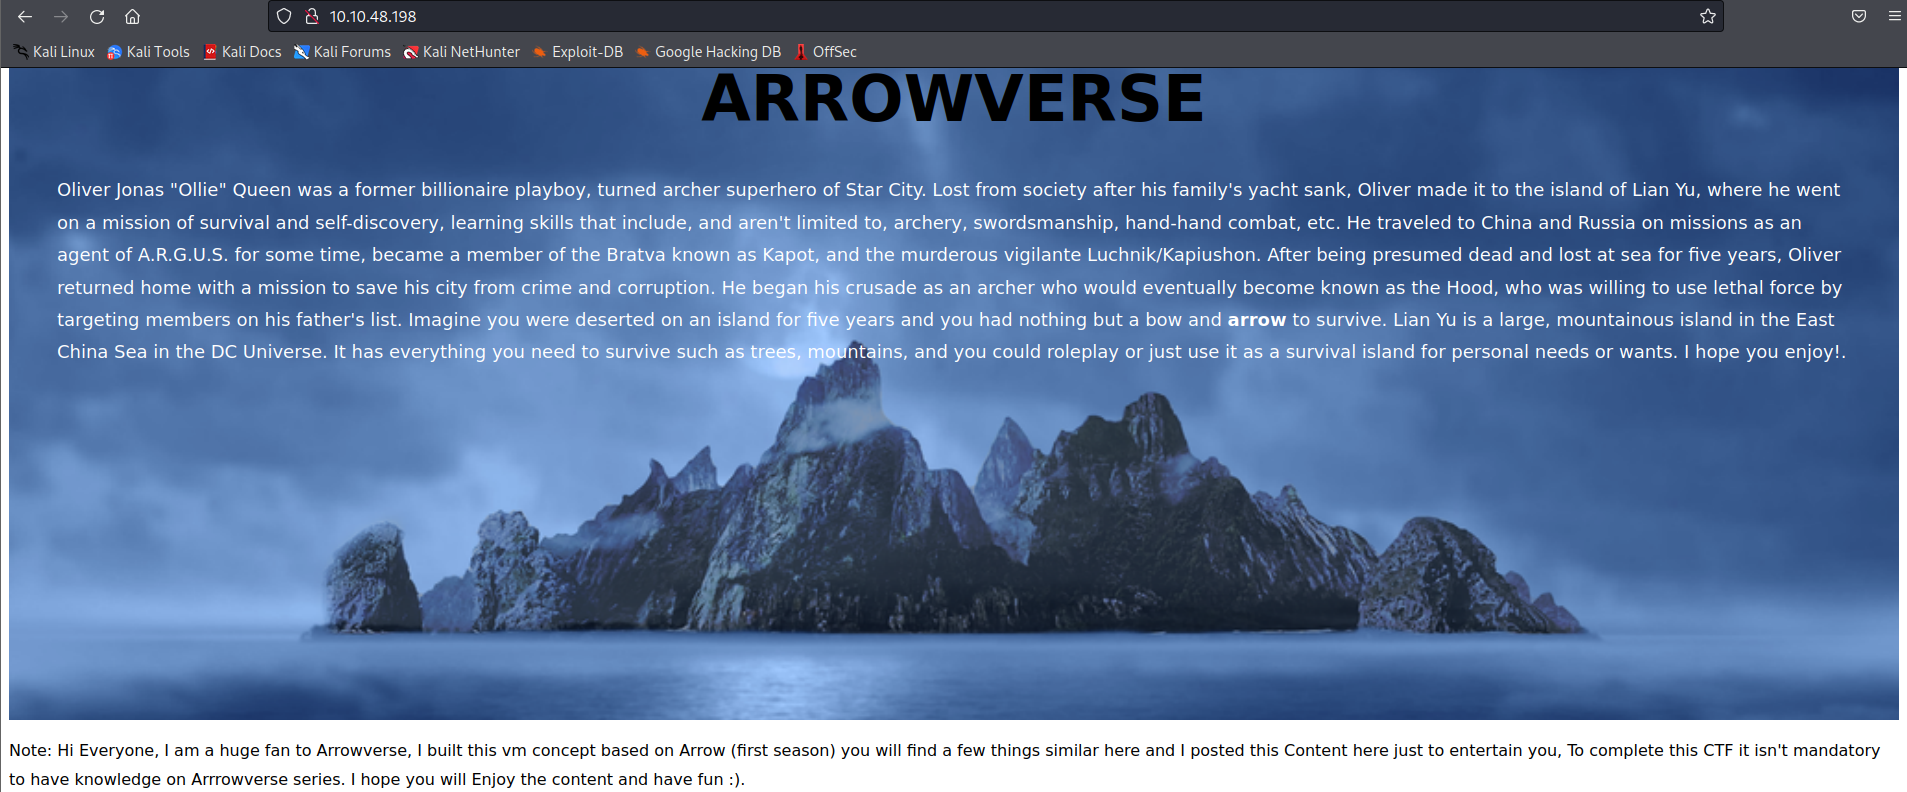 10.10.48.198
Kali Linux Kali Tools Kali Docs Kali Forums Kali NetHunter Exploit-DB Google Hacking DB OffSec
ARROWVERSE
Oliver Jonas "Ollie" Queen was a former billionaire playboy, turned archer superhero of Star City. Lost from society after his family's yacht sank, Oliver made it to the island of Lian Yu, where he went
on a mission of survival and self-discovery, learning skills that include, and aren't limited to, archery, swordsmanship, hand-hand combat, etc. He traveled to China and Russia on missions as an
agent of A.R.G.U.S. for some time, became a member of the Bratva known as Kapot, and the murderous vigilante Luchnik/Kapiushon. After being presumed dead and lost at sea for five years, Oliver
returned home with a mission to save his city from crime and corruption. He began his crusade as an archer who would eventually become known as the Hood, who was willing to use lethal force by
targeting members on his father's list. Imagine you were deserted on an island for five years and you had nothing but a bow and arrow to survive. Lian Yu is a large, mountainous island in the East
China Sea in the DC Universe. It has everything you need to survive such as trees, mountains, and you could roleplay or just use it as a survival island for personal needs or wants. I hope you enjoy!.
Note: Hi Everyone, I am a huge fan to Arrowverse, I built this vm concept based on Arrow (first season) you will find a few things similar here and I posted this Content here just to entertain you, To complete this CTF it isn't mandatory
to have knowledge on Arrrowverse series. I hope you will Enjoy the content and have fun :).